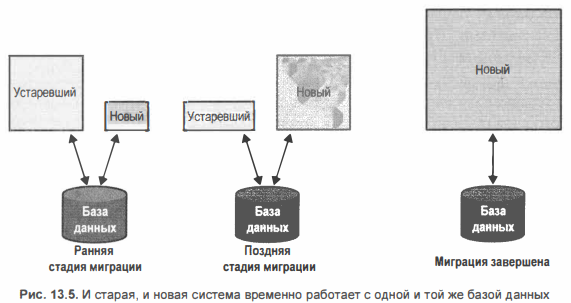 Устаревший
Новый
База
данных
Ранняя
стадия миграции
Устаревший
Новый
База
данных
Поздняя
стадия миграции
Новый
База
данных
Миграция завершена
Рис. 13.5. И старая, и новая система временно работает с одной и той же базой данных